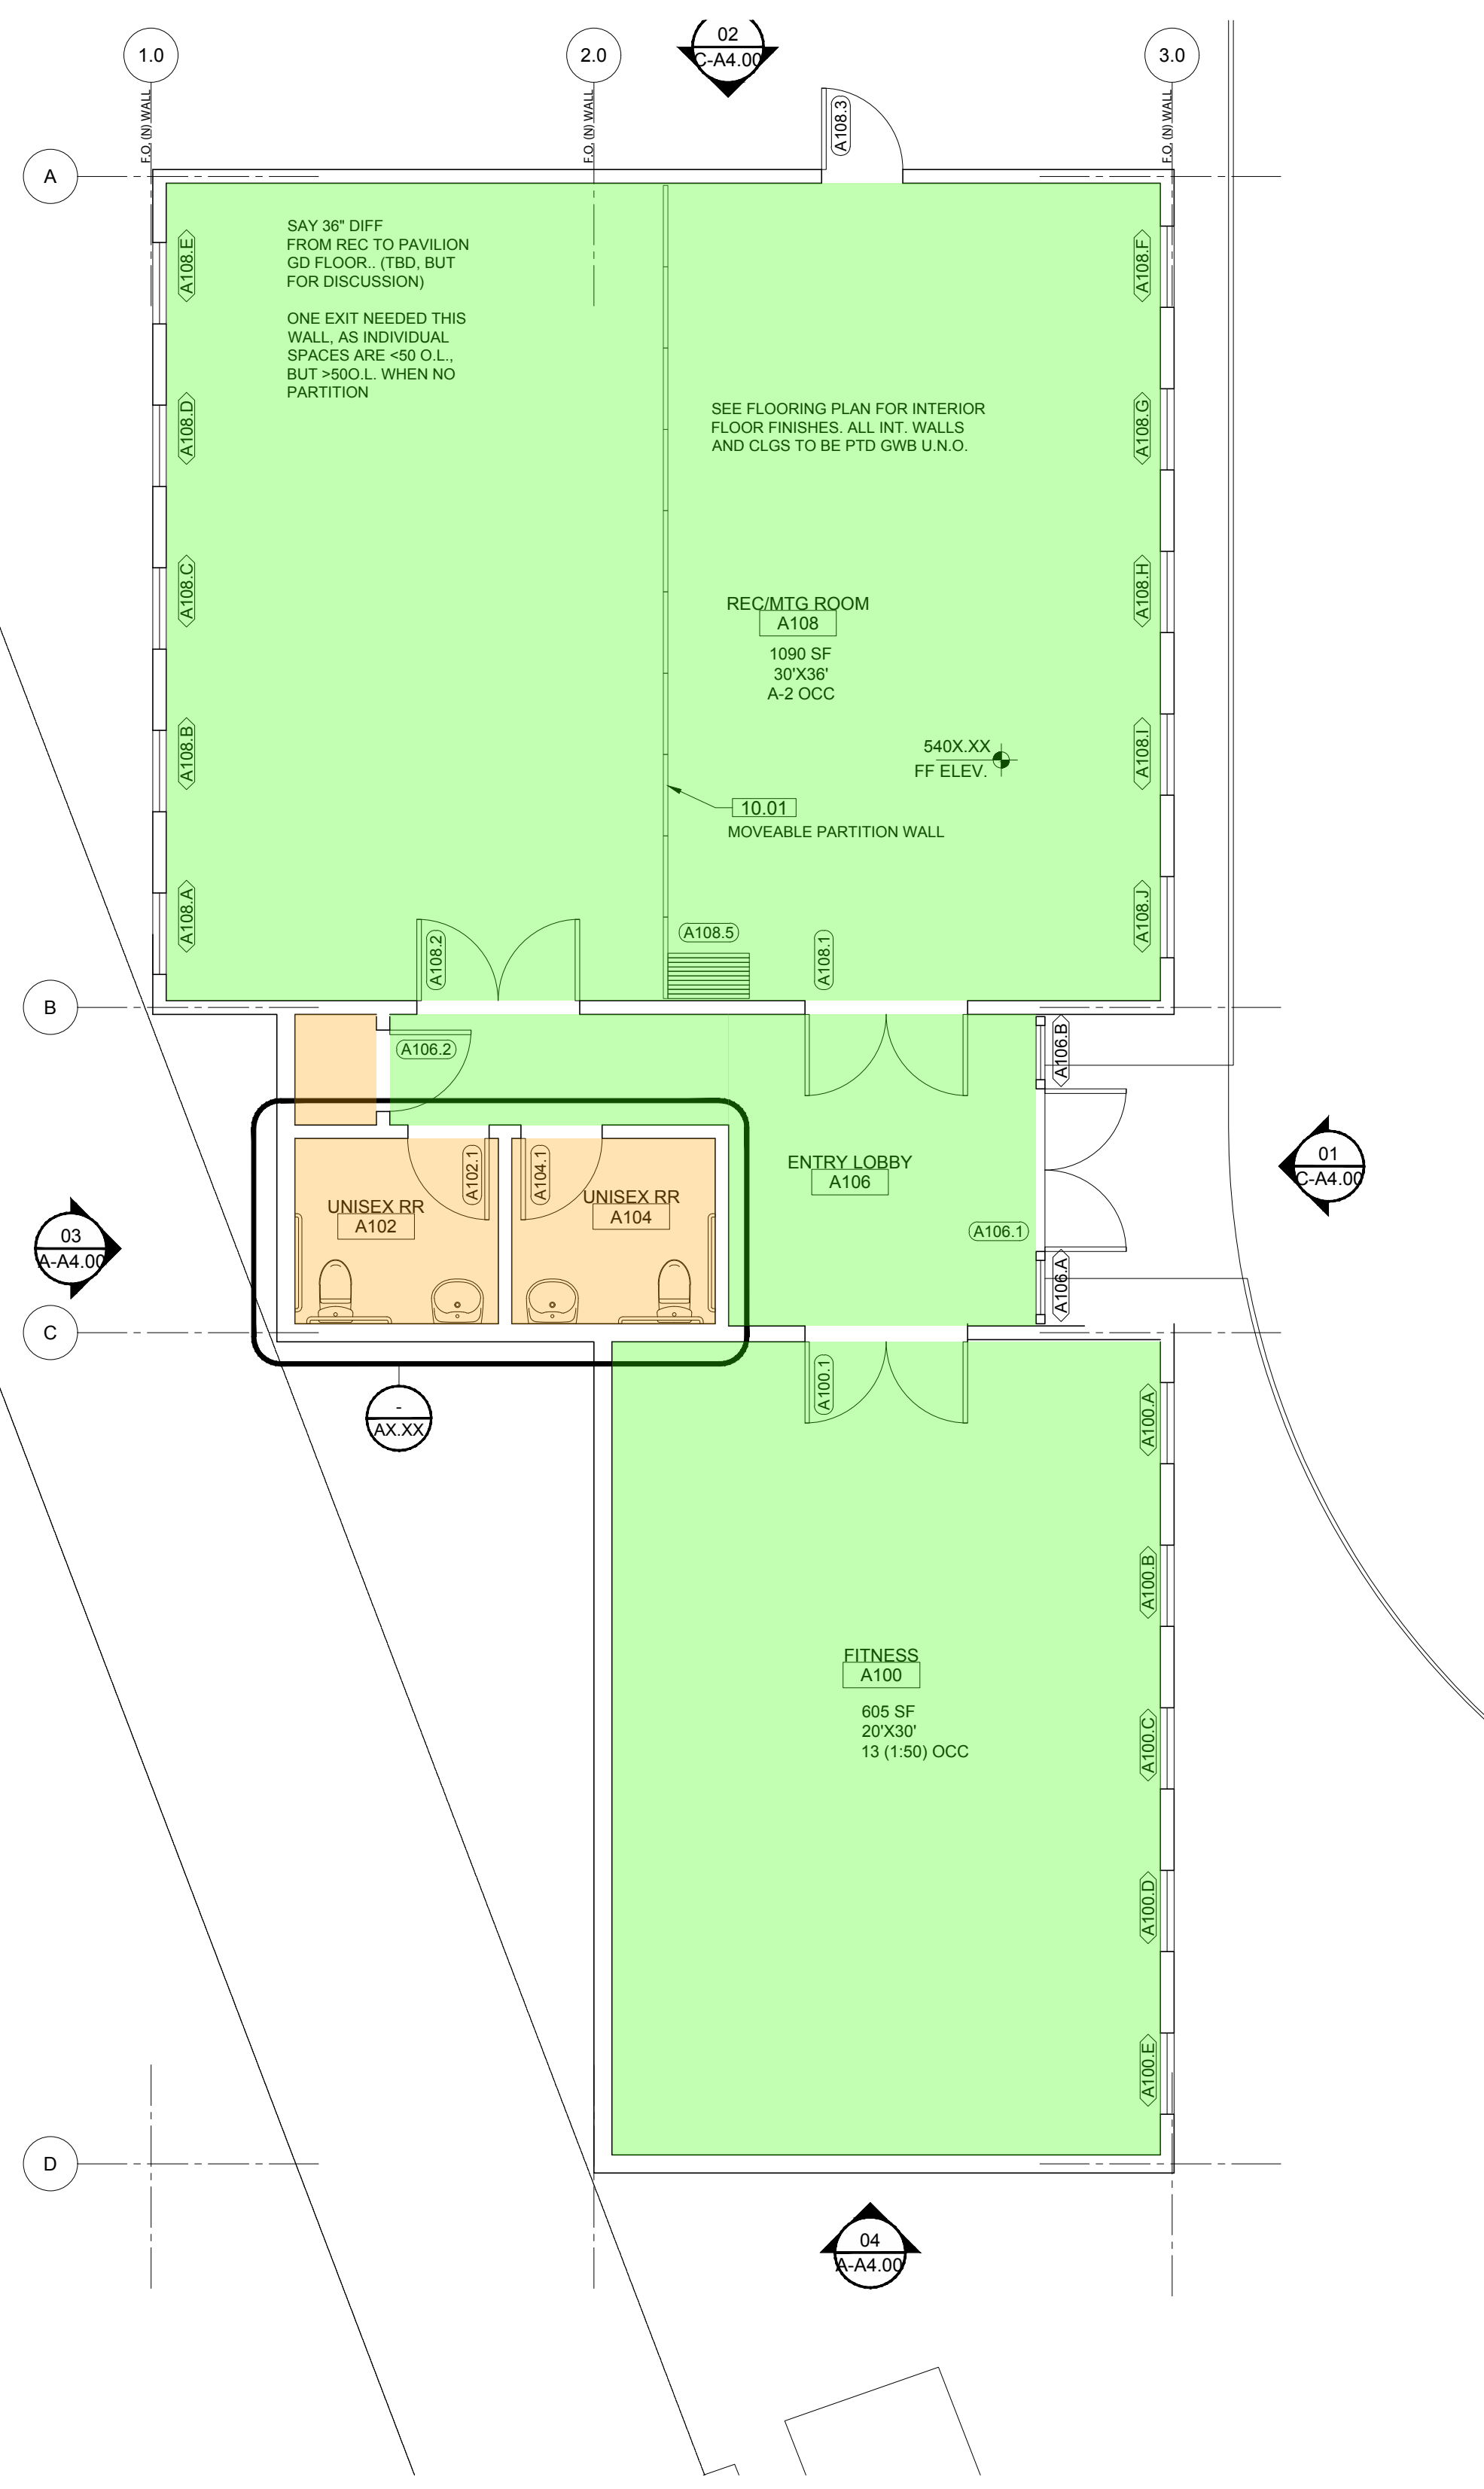 1.0
2.0
02
C-A4.00
3.0
F.O. (N) WALL
F.O. (N) WALL
F.O. (N) WALL
A108.3
A
SAY 36" DIFF
FROM REC TO PAVILION
GD FLOOR.. (TBD, BUT
FOR DISCUSSION)
ONE EXIT NEEDED THIS
WALL, AS INDIVIDUAL
SPACES ARE <50 O.L.,
BUT >50O.L. WHEN NO
PARTITION
A108.E
A108.F
A108.D
SEE FLOORING PLAN FOR INTERIOR
FLOOR FINISHES. ALL INT. WALLS
AND CLGS TO BE PTD GWB U.N.O.
A108.G
A108.C
REC/MTG ROOM
A108
1090 SF
30'X36'
A-2 OCC
A108.H
A108.B
540X.XX
FF ELEV.
A108.I
10.01
MOVEABLE PARTITION WALL
A108.A
A108.2
A108.5
A108.1
A108.J
B
A106.2
A106.B
A102.1
A104.1
UNISEX RR
A102
UNISEX RR
A104
ENTRY LOBBY
A106
01
C-A4.00
03
A-A4.00
A106.1
A106.A
C
-
AX.XX
A100.1
A100.A
A100.B
FITNESS
A100
605 SF
20'X30'
13 (1:50) OCC
A100.C
A100.D
A100.E
D
04
A-A4.00